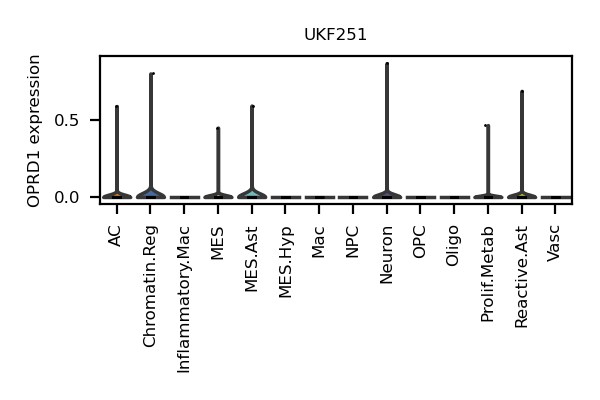 UKF251
OPRD1 expression
0.5
0.0
AC
Chromatin.Reg
Inflammatory.Mac
MES
MES.Ast
MES.Hyp
Mac
NPC
Neuron
OPC
Oligo
Prolif.Metab
Reactive.Ast
Vasc